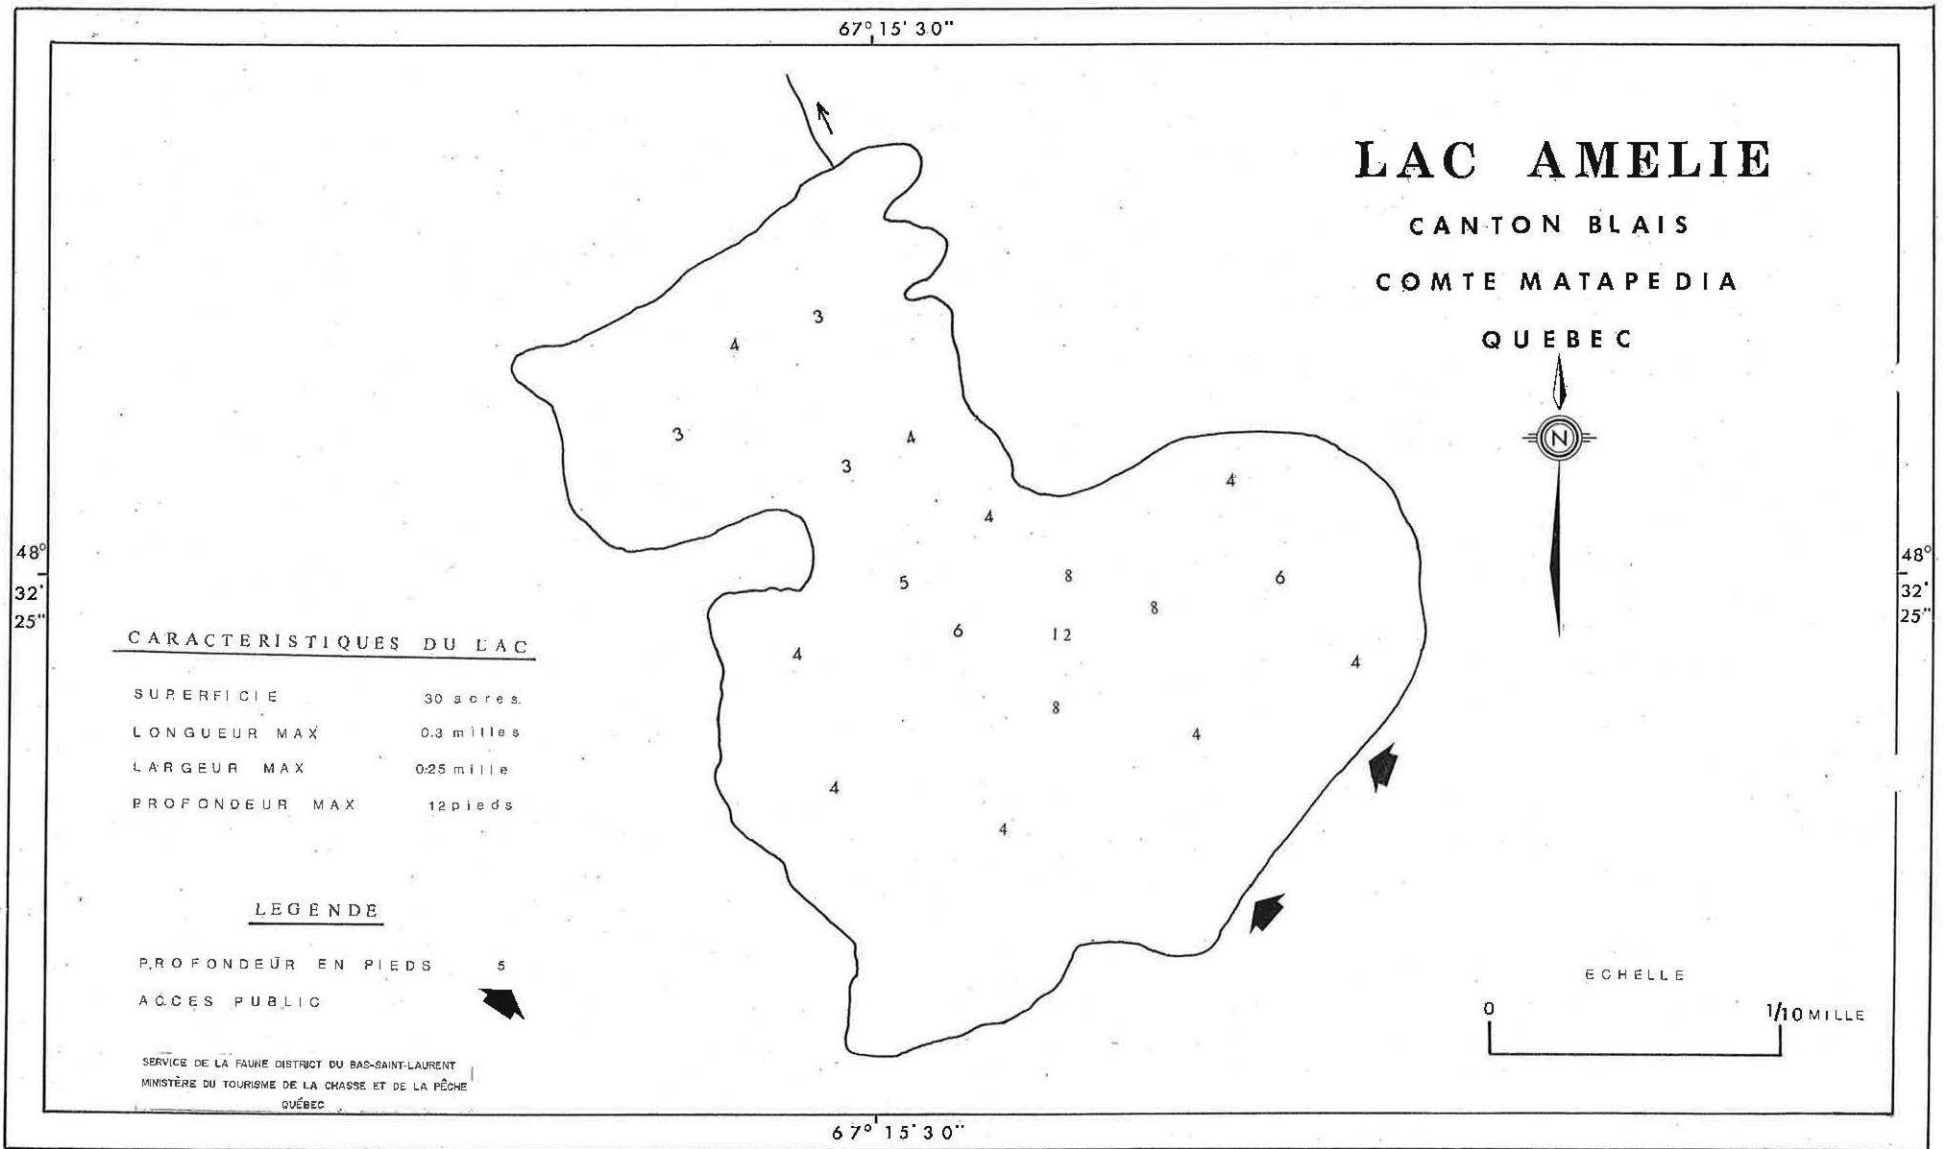 67° 15' 30"
LAC AMELIE
CANTON BLAIS
COMTE MATAPEDIA
QUEBEC
N
3
4
3
4
3
4
4
48°
32'
25"
48°
32'
25"
5
8
6
8
6
12
4
4
8
4
4
4
CARACTERISTIQUES DU LAC
SUPERFICIE 30 acres.
LONGUEUR MAX 0.3 milles
LARGEUR MAX 0.25 mille
PROFONDEUR MAX 12 pieds
LEGENDE
PROFONDEUR EN PIEDS 5
ACCES PUBLIC
ECHELLE
0 1/10 MILLE
SERVICE DE LA FAUNE DISTRICT DU BAS-SAINT-LAURENT
MINISTÈRE DU TOURISME DE LA CHASSE ET DE LA PÊCHE
QUÉBEC
67° 15' 30"